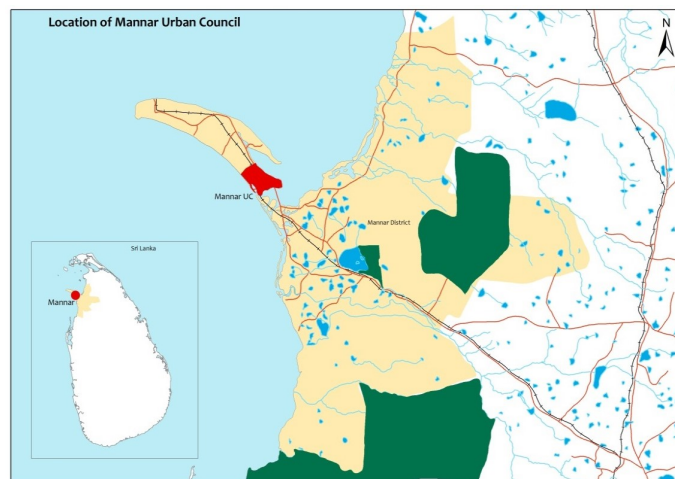 Location of Mannar Urban Council
N
Mannar UC
Mannar District
Sri Lanka
Mannar